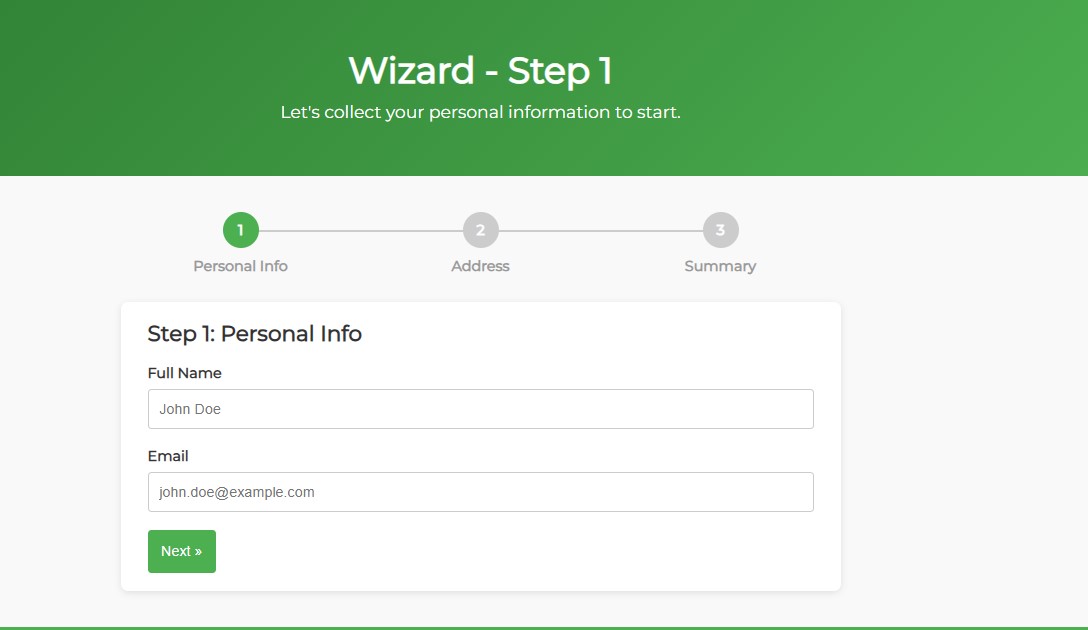 Wizard - Step 1
Let's collect your personal information to start.
1 2 3
Personal Info Address Summary
Step 1: Personal Info
Full Name
John Doe
Email
john.doe@example.com
Next »